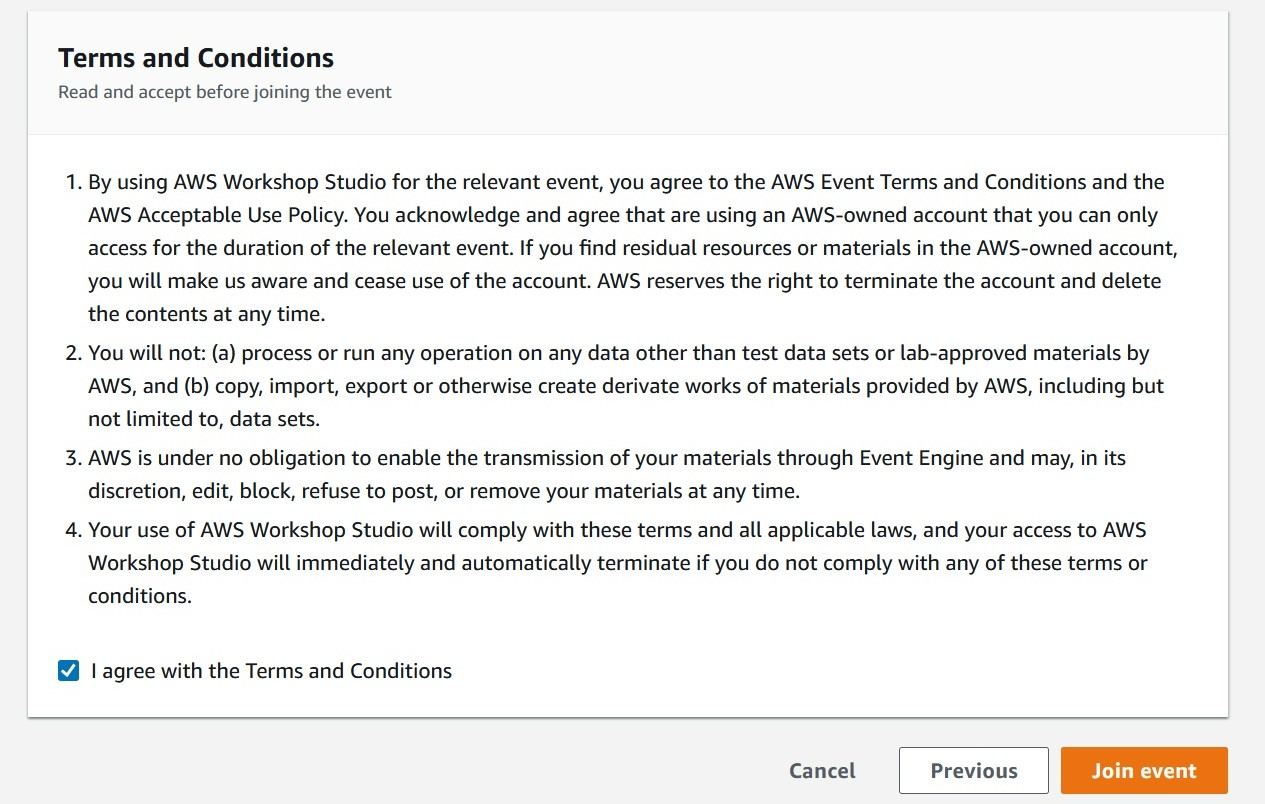 Terms and Conditions
Read and accept before joining the event
1. By using AWS Workshop Studio for the relevant event, you agree to the AWS Event Terms and Conditions and the
AWS Acceptable Use Policy. You acknowledge and agree that are using an AWS-owned account that you can only
access for the duration of the relevant event. If you find residual resources or materials in the AWS-owned account,
you will make us aware and cease use of the account. AWS reserves the right to terminate the account and delete
the contents at any time.
2. You will not: (a) process or run any operation on any data other than test data sets or lab-approved materials by
AWS, and (b) copy, import, export or otherwise create derivate works of materials provided by AWS, including but
not limited to, data sets.
3. AWS is under no obligation to enable the transmission of your materials through Event Engine and may, in its
discretion, edit, block, refuse to post, or remove your materials at any time.
4. Your use of AWS Workshop Studio will comply with these terms and all applicable laws, and your access to AWS
Workshop Studio will immediately and automatically terminate if you do not comply with any of these terms or
conditions.
I agree with the Terms and Conditions
Cancel
Previous
Join event